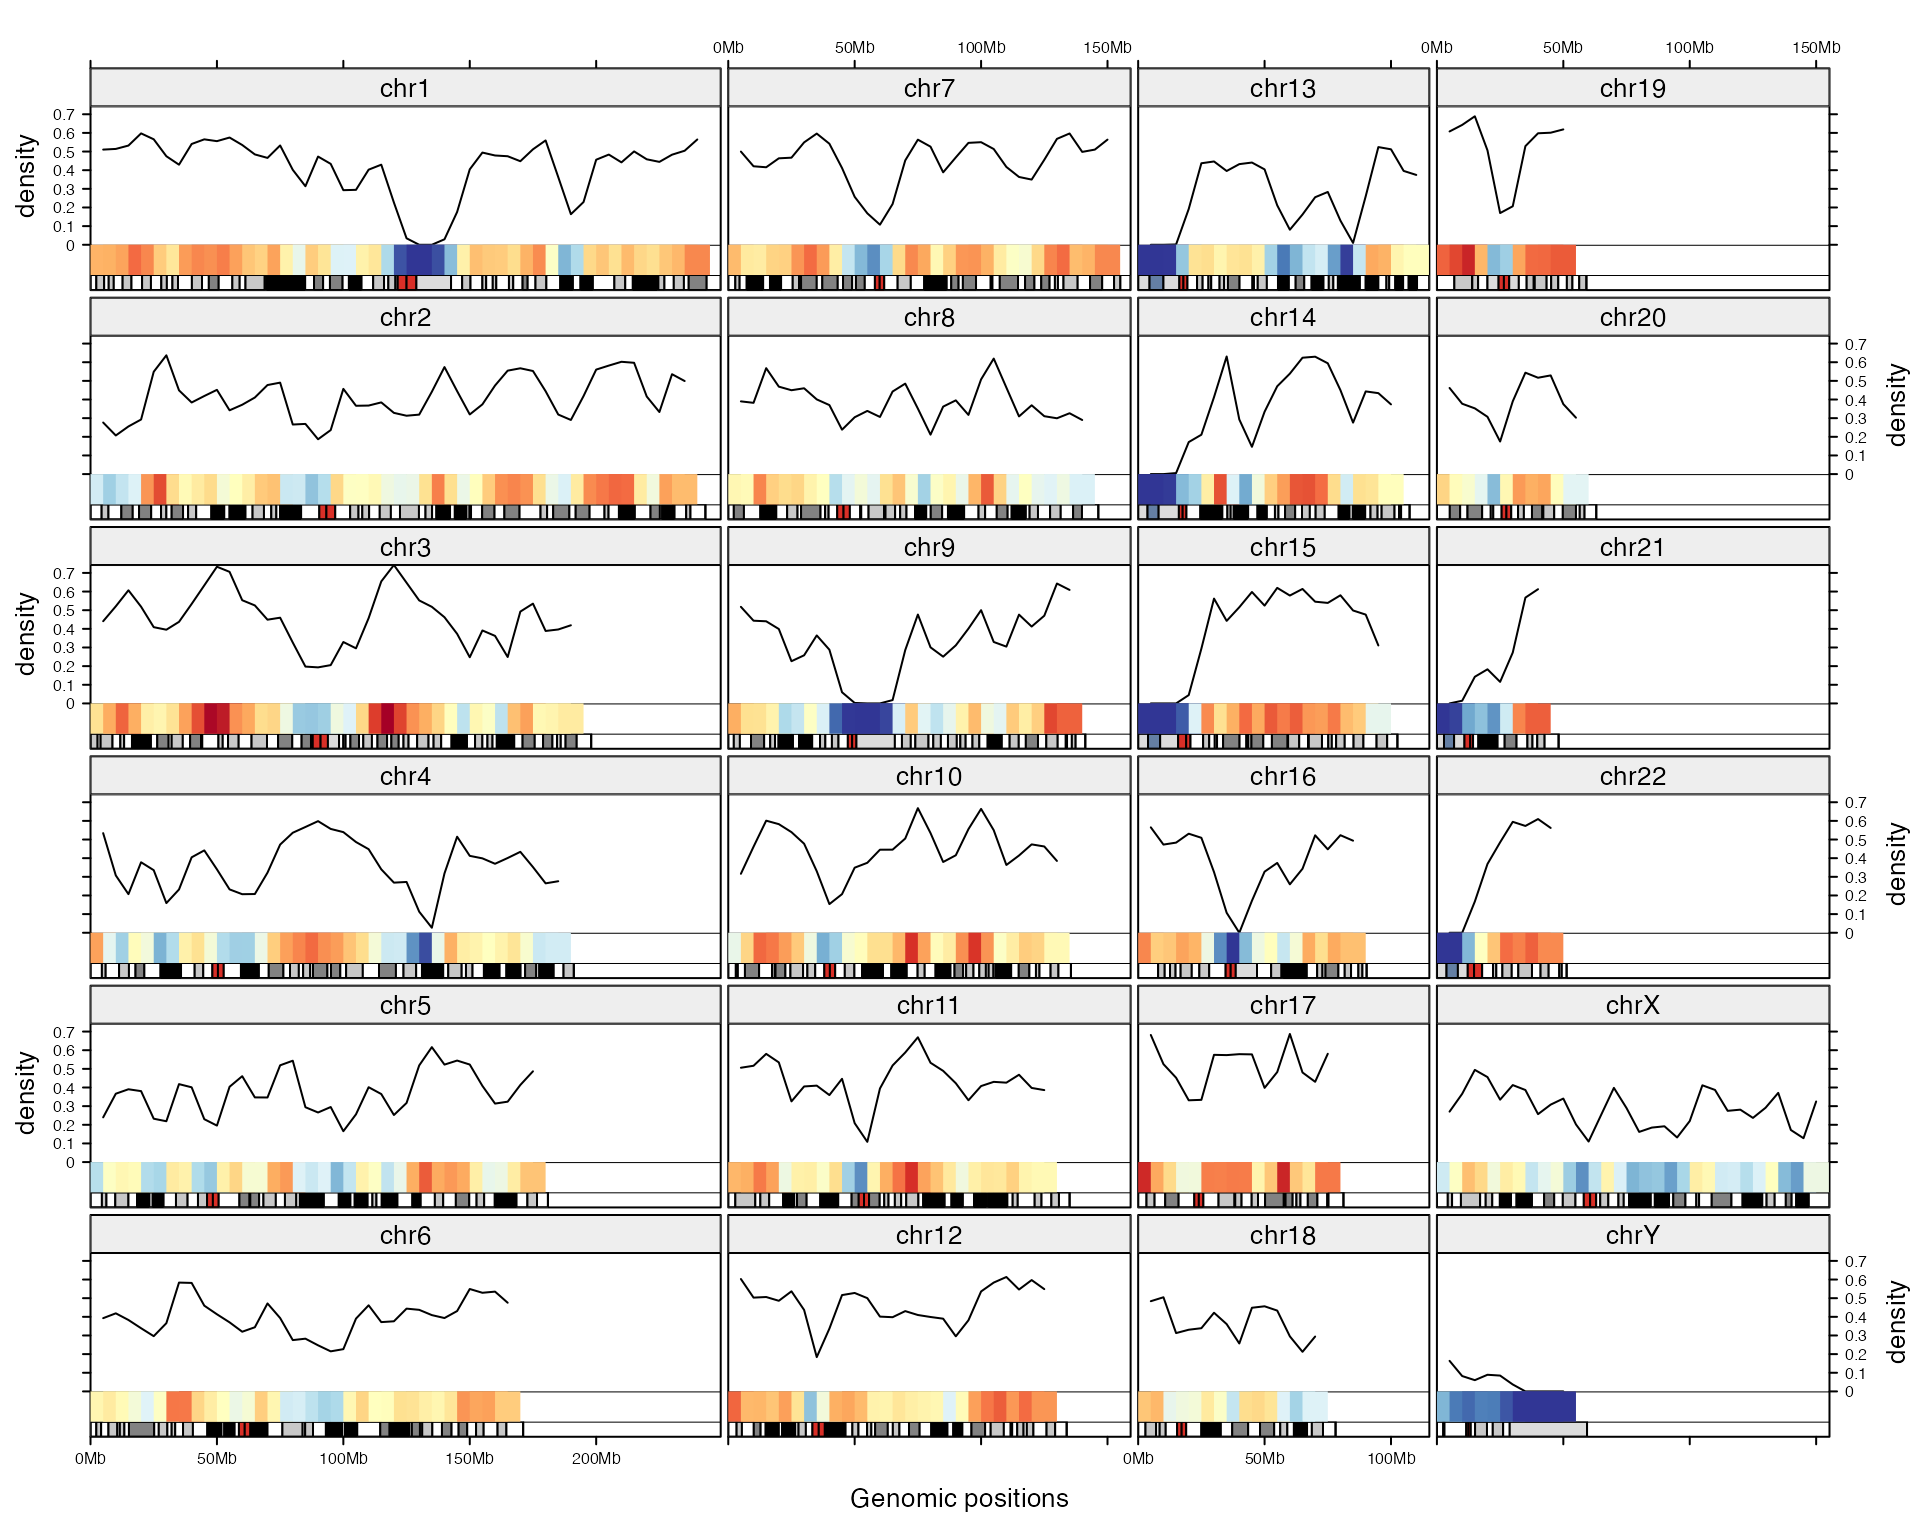 0Mb 50Mb 100Mb 150Mb 0Mb 50Mb 100Mb 150Mb
chr1 chr7 chr13 chr19
density 0.7 0.6 0.5 0.4 0.3 0.2 0.1 0
chr2 chr8 chr14 chr20
0.7 0.6 0.5 0.4 0.3 0.2 0.1 0 density
chr3 chr9 chr15 chr21
density 0.7 0.6 0.5 0.4 0.3 0.2 0.1 0
chr4 chr10 chr16 chr22
0.7 0.6 0.5 0.4 0.3 0.2 0.1 0 density
chr5 chr11 chr17 chrX
density 0.7 0.6 0.5 0.4 0.3 0.2 0.1 0
chr6 chr12 chr18 chrY
0.7 0.6 0.5 0.4 0.3 0.2 0.1 0 density
0Mb 50Mb 100Mb 150Mb 200Mb 0Mb 50Mb 100Mb
Genomic positions